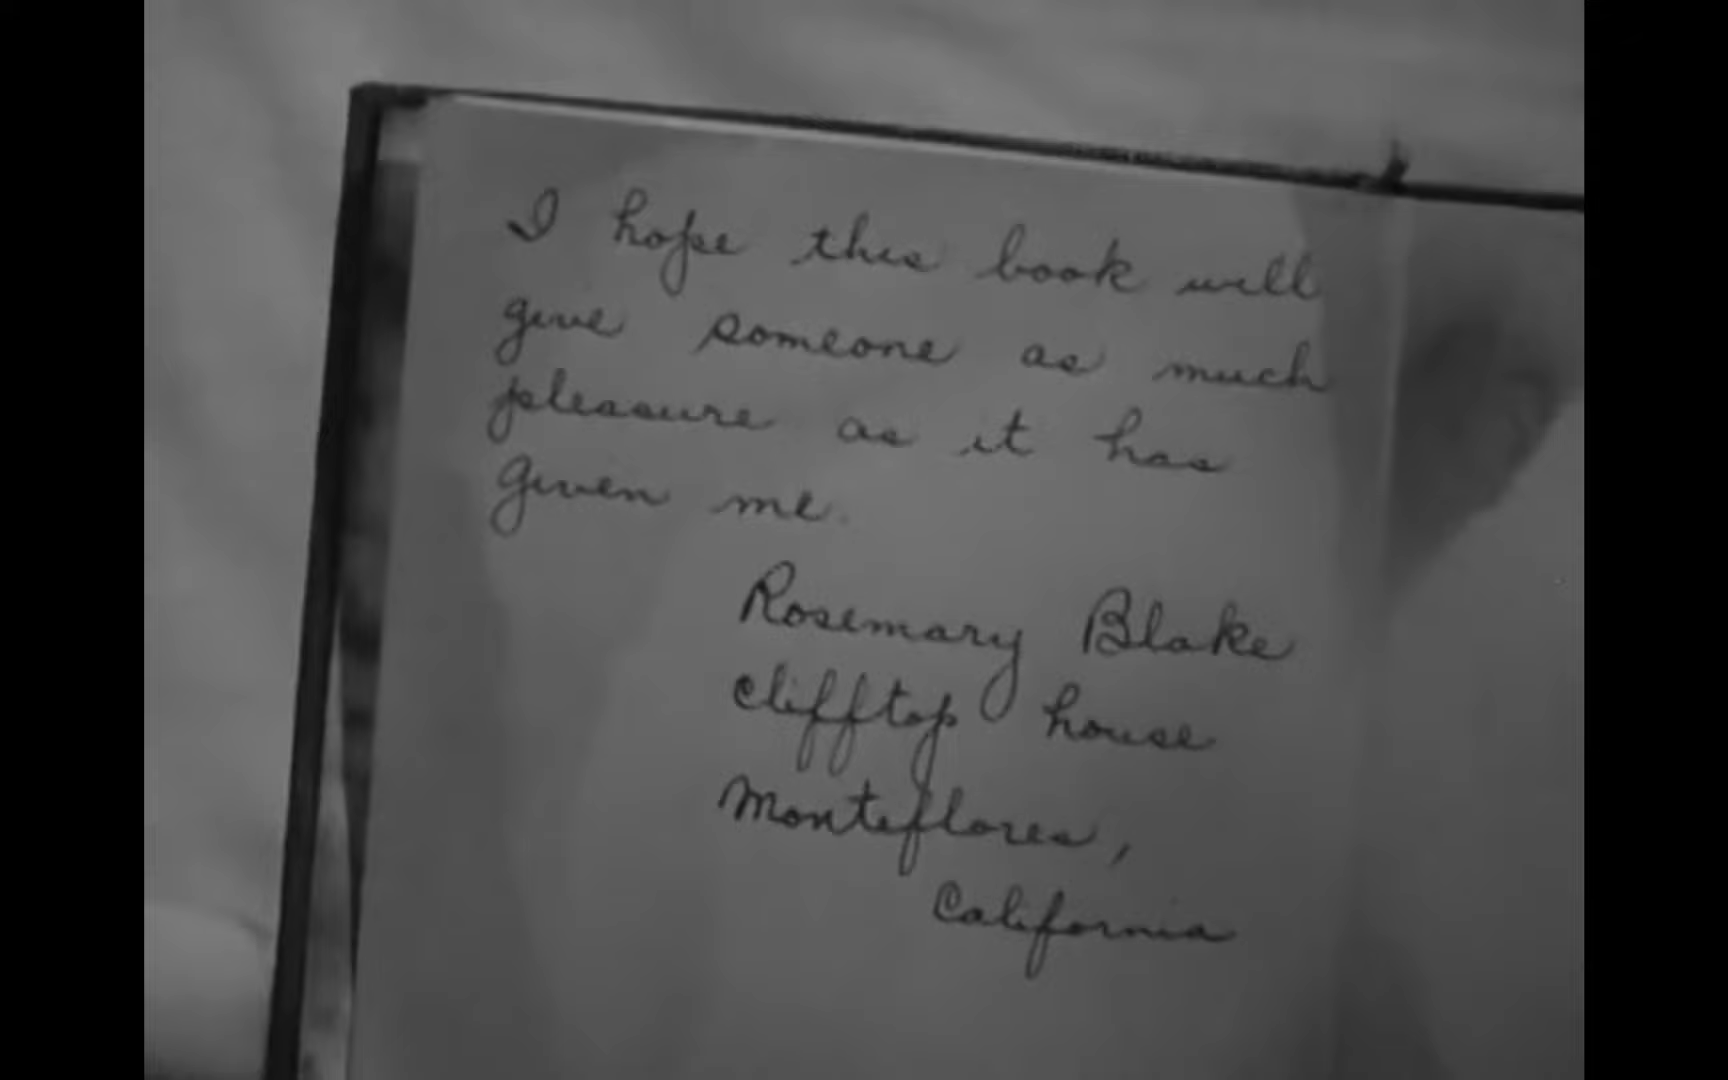 I hope this book will
give someone as much
pleasure as it has
given me.
Rosemary Blake
clifftop house
Monteflores,
California